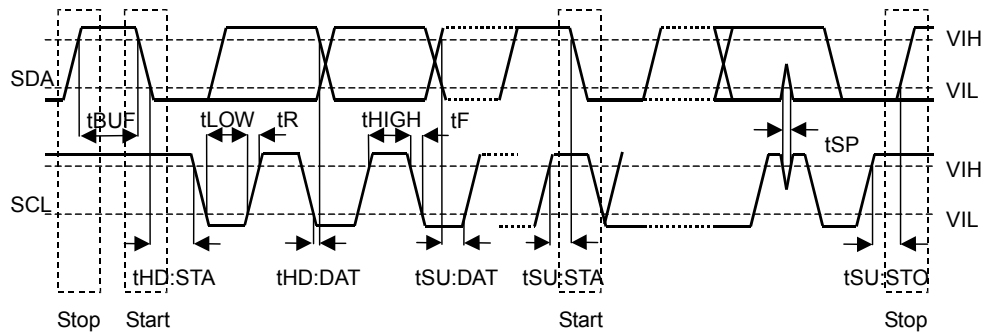 VIH
SDA
VIL
tBUF
tLOW
tR
tHIGH
tF
tSP
VIH
SCL
VIL
tHD:STA
tHD:DAT
tSU:DAT
tSU:STA
tSU:STO
Stop
Start
Start
Stop